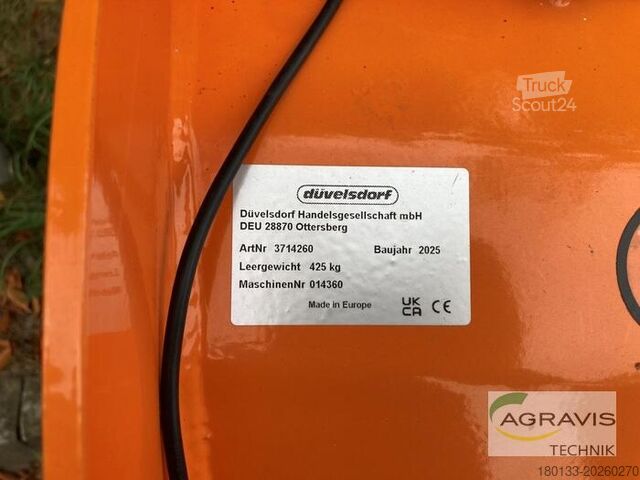 Truck
Scout24
düvelsdorf
Düvelsdorf Handelsgesellschaft mbH
DEU 28870 Ottersberg
ArtNr 3714260 Baujahr 2025
Leergewicht 425 kg
MaschinenNr 014360
Made in Europe UK CA CE
AGRAVIS
TECHNIK
180133-20260270